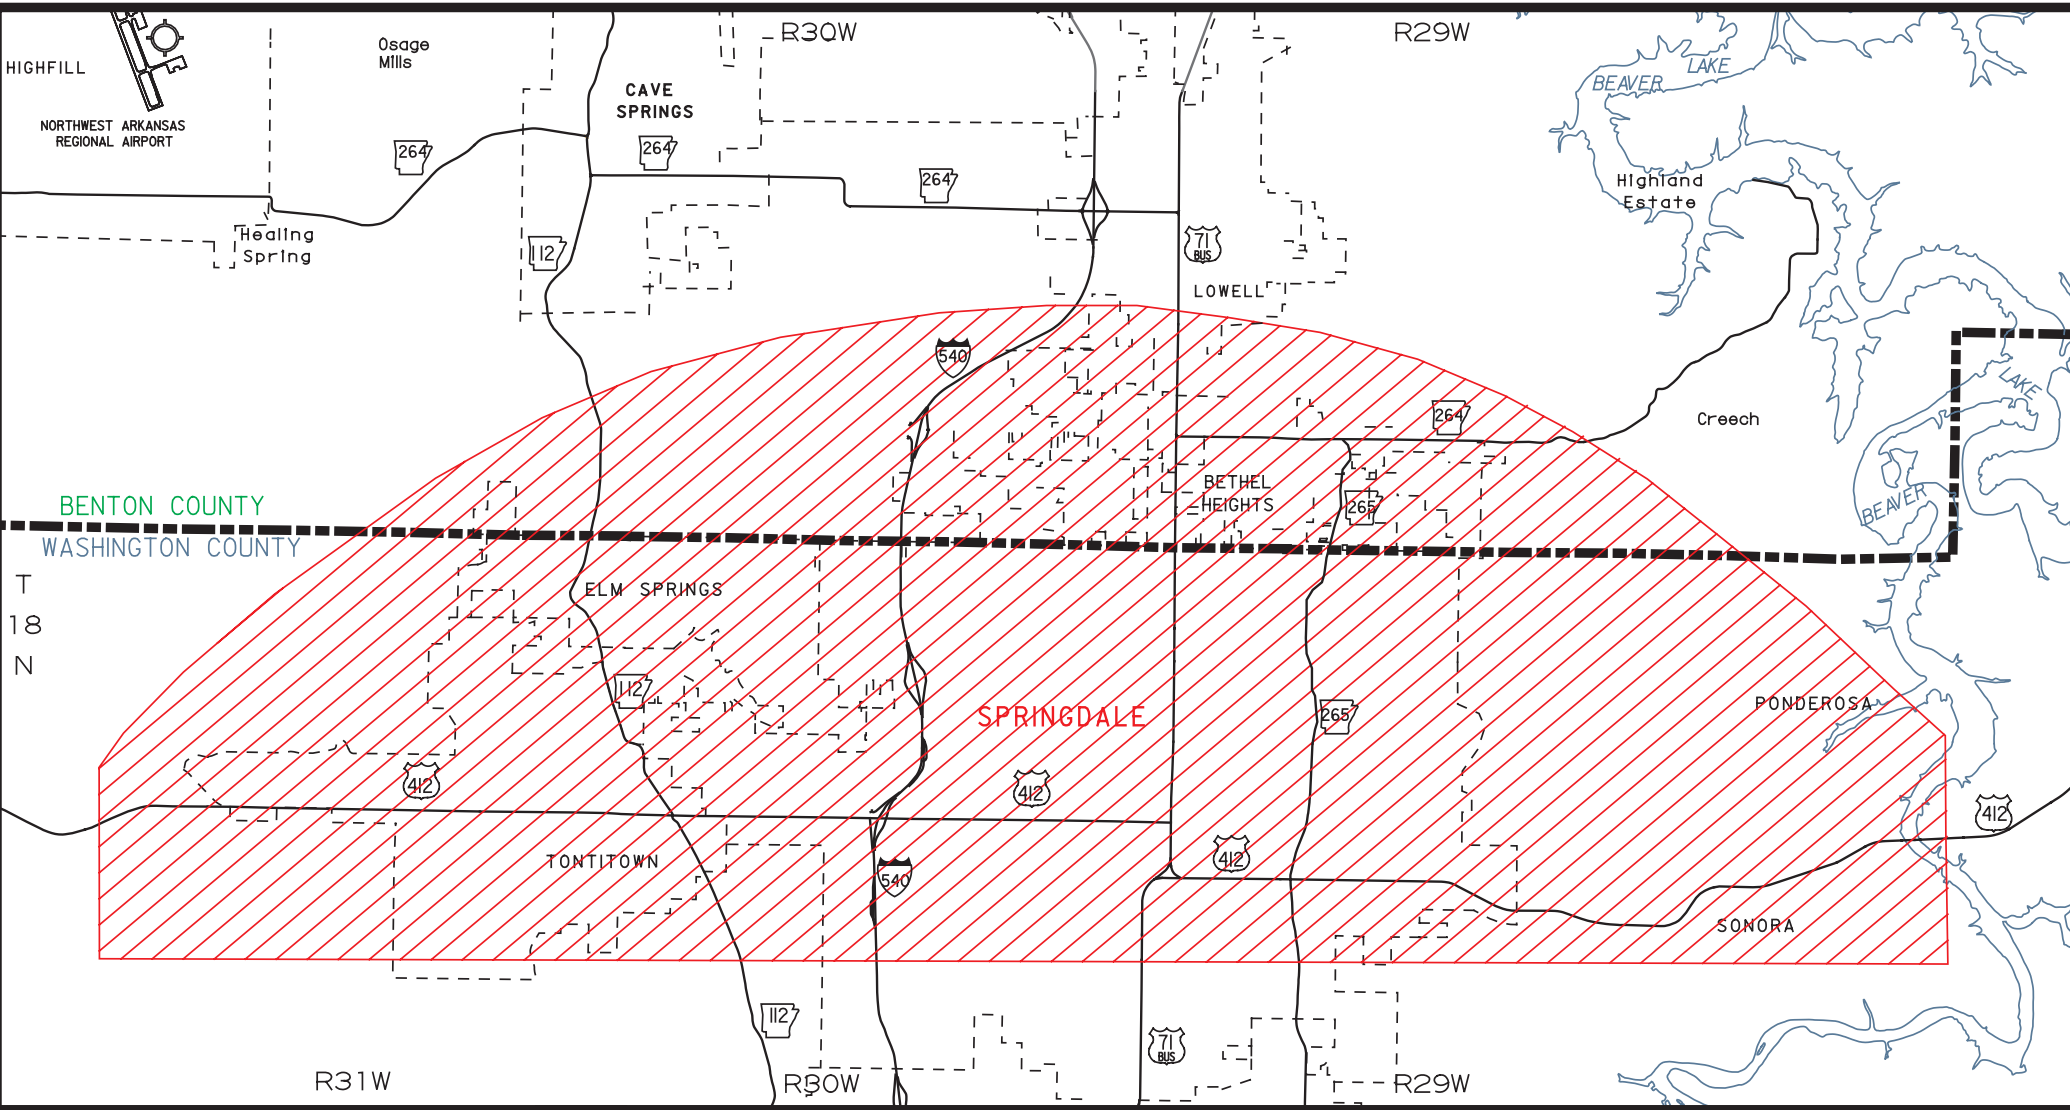 R30W
R29W
HIGHFILL
Osage
Mills
BEAVER LAKE
CAVE
SPRINGS
NORTHWEST ARKANSAS
REGIONAL AIRPORT
264
264
264
Highland
Estate
Healing
Spring
112
71
BUS
LOWELL
540
LAKE
264
Creech
BENTON COUNTY
BETHEL
HEIGHTS
265
BEAVER
WASHINGTON COUNTY
T
18
N
ELM SPRINGS
112
SPRINGDALE
265
PONDEROSA
412
412
412
412
TONTITOWN
540
SONORA
112
71
BUS
R31W
R30W
R29W